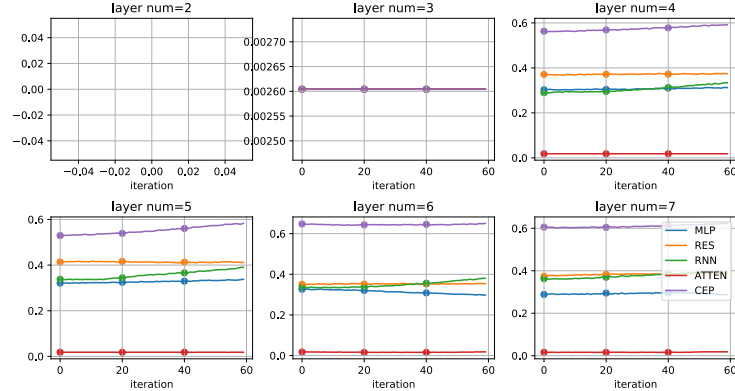 layer num=2
0.04
0.02
0.00
−0.02
−0.04
−0.04 −0.02 0.00 0.02 0.04
iteration
layer num=3
0.00270
0.00265
0.00260
0.00255
0.00250
0 20 40 60
iteration
layer num=4
0.6
0.4
0.2
0.0
0 20 40 60
iteration
layer num=5
0.6
0.4
0.2
0.0
0 20 40 60
iteration
layer num=6
0.6
0.4
0.2
0.0
0 20 40 60
iteration
layer num=7
0.6
0.4
0.2
0.0
0 20 40 60
iteration
MLP
RES
RNN
ATTEN
CEP